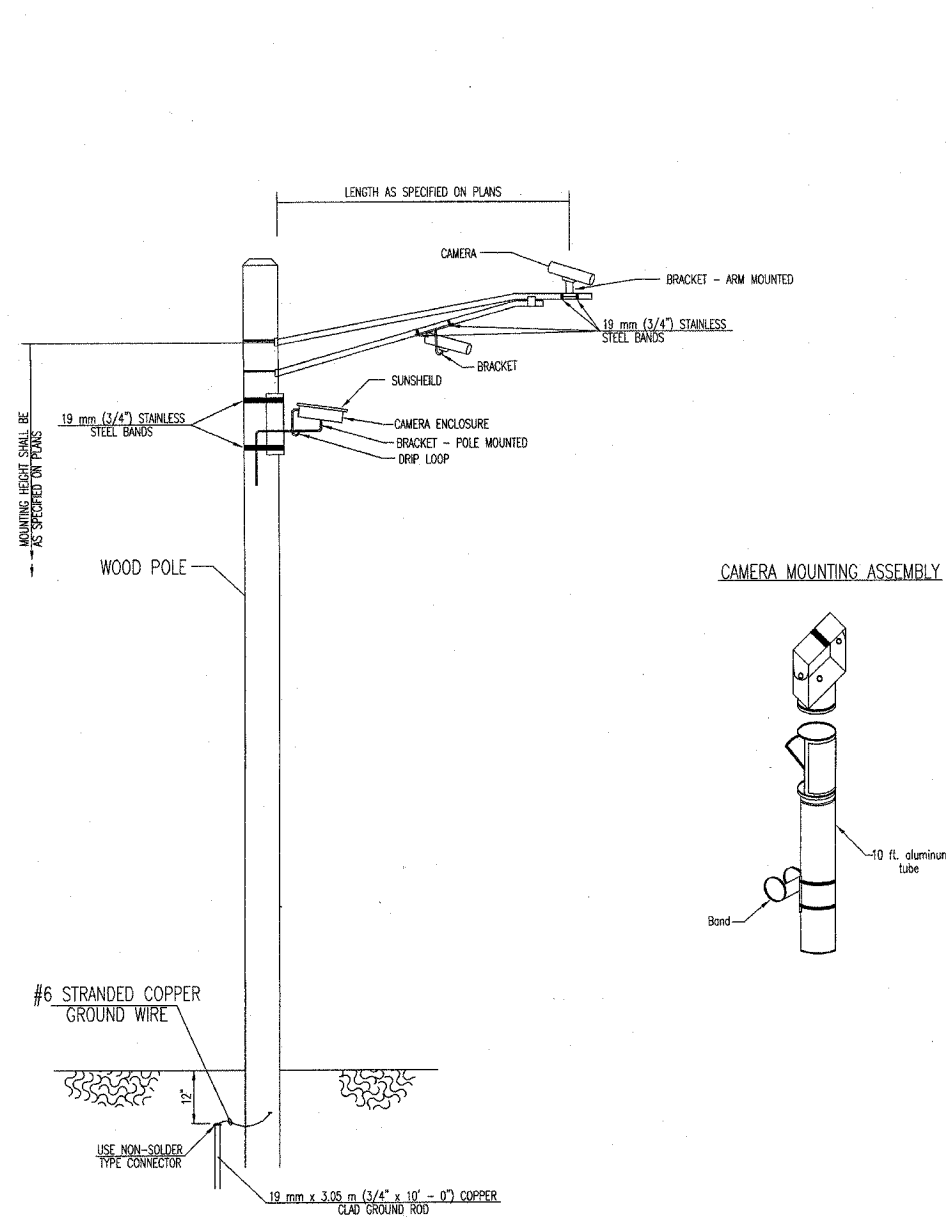 LENGTH AS SPECIFIED ON PLANS
CAMERA
BRACKET - ARM MOUNTED
19 mm (3/4") STAINLESS
STEEL BANDS
BRACKET
SUNSHEILD
MOUNTING HEIGHT SHALL BE
AS SPECIFIED ON PLANS
19 mm (3/4") STAINLESS
STEEL BANDS
CAMERA ENCLOSURE
BRACKET - POLE MOUNTED
DRIP LOOP
WOOD POLE
CAMERA MOUNTING ASSEMBLY
10 ft. aluminum
tube
Band
#6 STRANDED COPPER
GROUND WIRE
12"
USE NON-SOLDER
TYPE CONNECTOR
19 mm x 3.05 m (3/4" x 10' - 0") COPPER
CLAD GROUND ROD